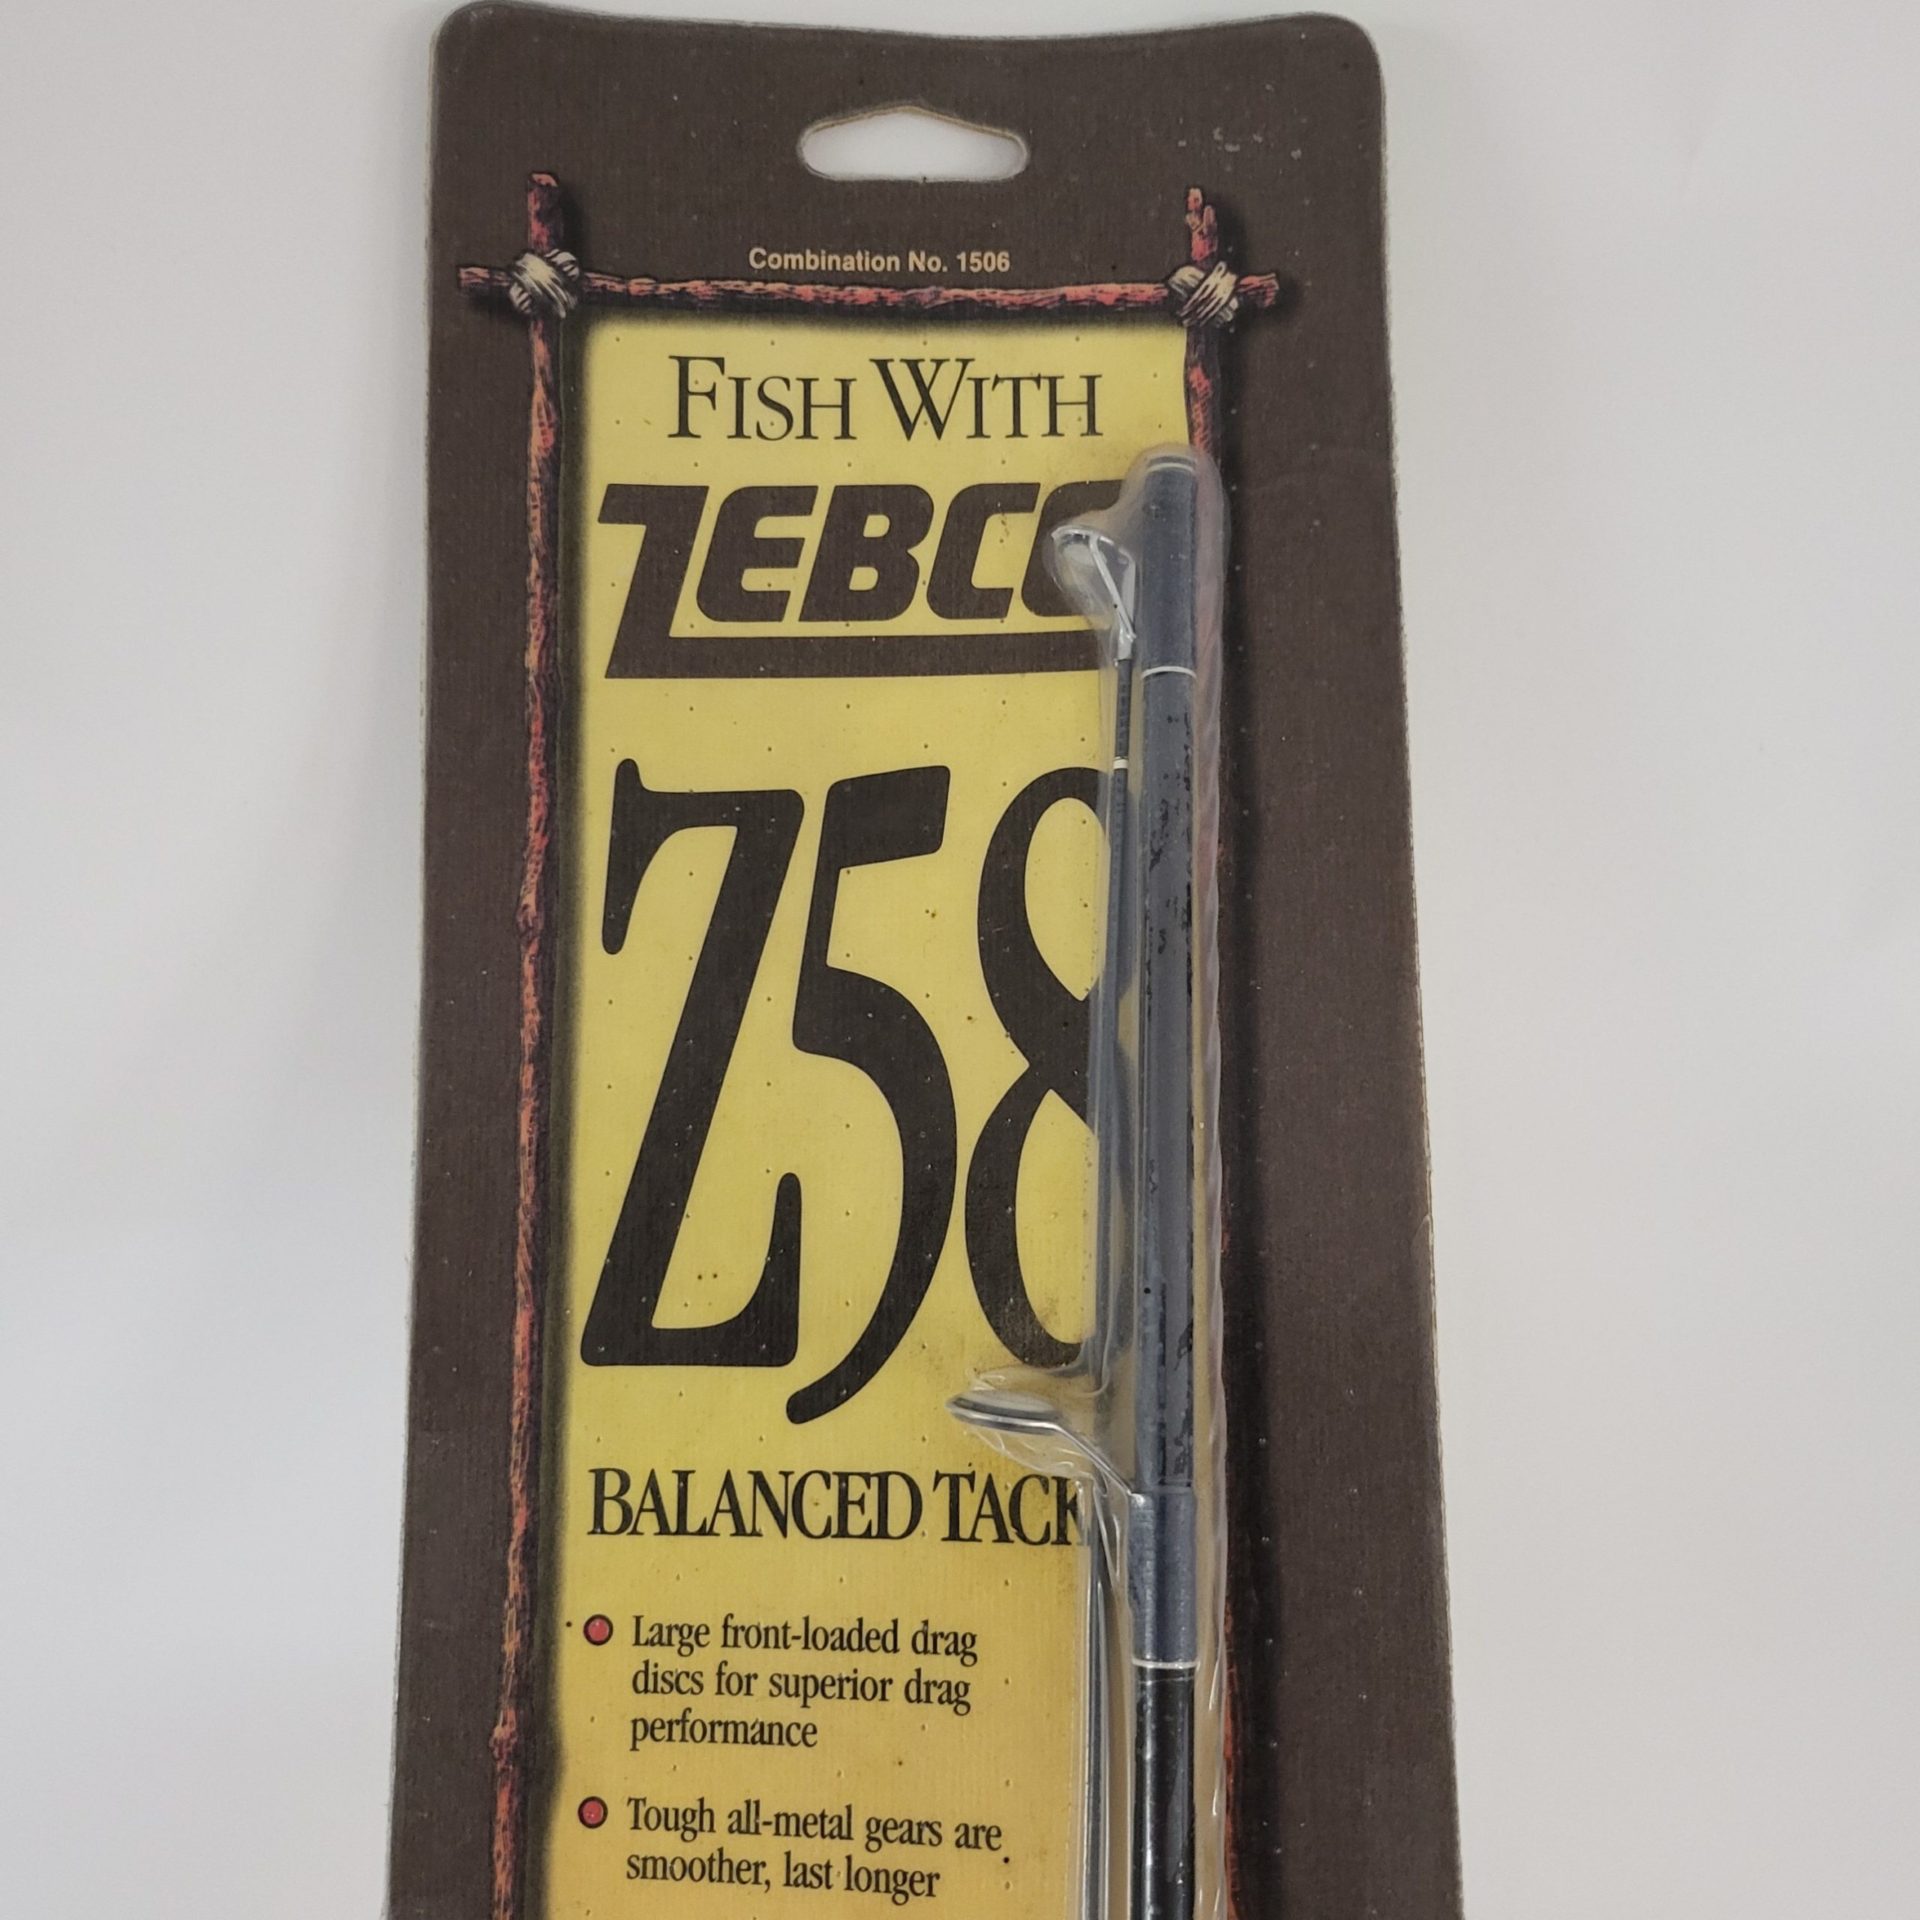 Combination No. 1506
FISH WITH
ZEBCO
Z58
BALANCED TACK
Large front-loaded drag
discs for superior drag
performance
Tough all-metal gears are
smoother, last longer